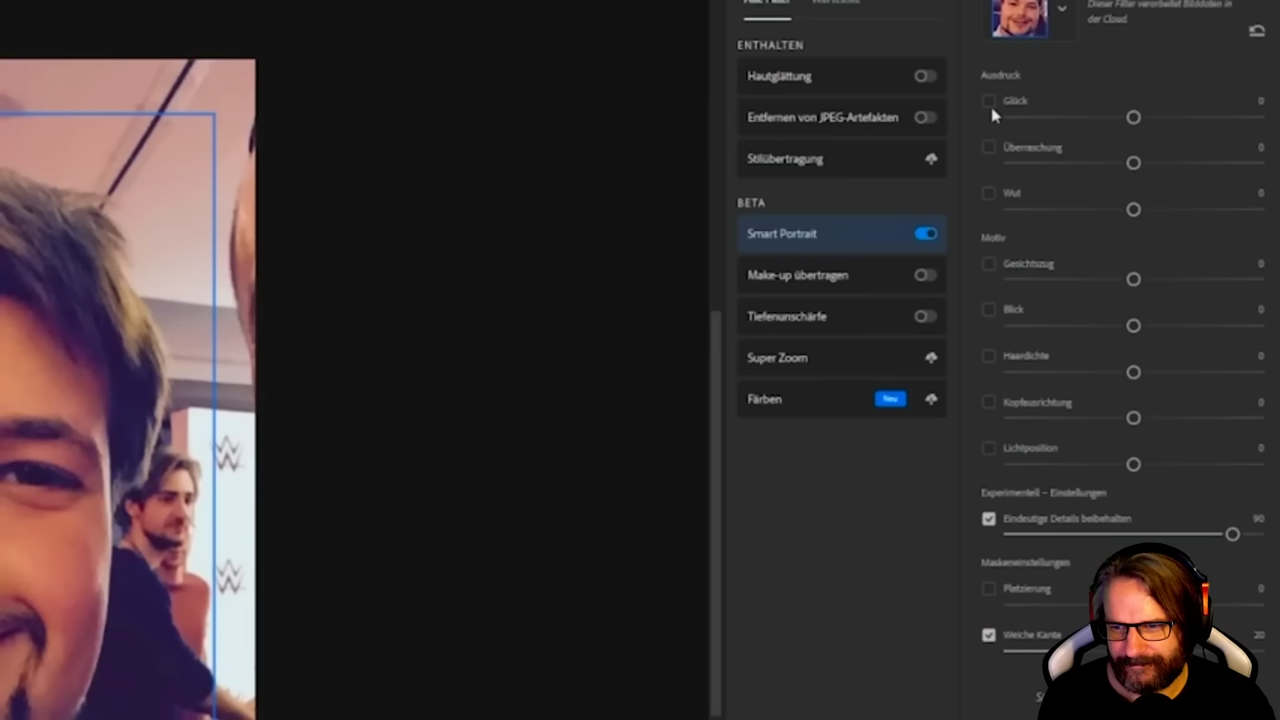 Dieser Filter verarbeitet Bilddaten in
der Cloud.
ENTHALTEN
Hautglättung
Entfernen von JPEG-Artefakten
Stilübertragung
BETA
Smart Portrait
Make-up übertragen
Tiefenunschärfe
Super Zoom
Färben
Neu
Ausdruck
Glück 0
Überraschung 0
Wut 0
Motiv
Gesichtszug 0
Blick 0
Haardichte 0
Kopfausrichtung 0
Lichtposition 0
Experimentell – Einstellungen
Eindeutige Details beibehalten 90
Maskeneinstellungen
Platzierung 0
Weiche Kante 20
W
W